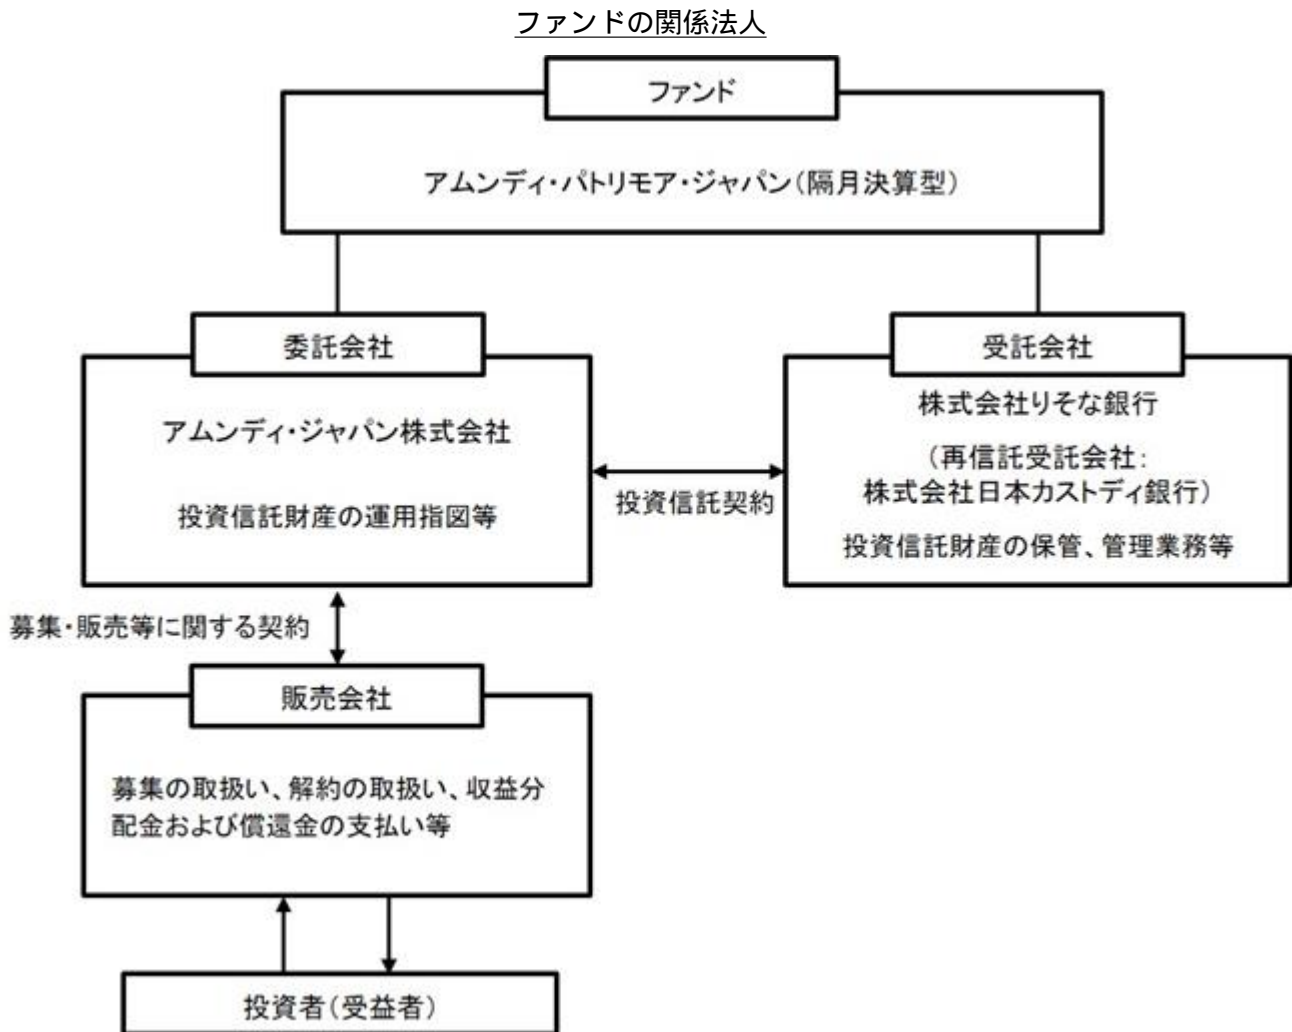 ファンドの関係法人
ファンド
アムンディ・パトリモア・ジャパン（隔月決算型）
委託会社
アムンディ・ジャパン株式会社
投資信託財産の運用指図等
投資信託契約
受託会社
株式会社りそな銀行
（再信託受託会社：
株式会社日本カストディ銀行）
投資信託財産の保管、管理業務等
募集・販売等に関する契約
販売会社
募集の取扱い、解約の取扱い、収益分
配金および償還金の支払い等
投資者（受益者）